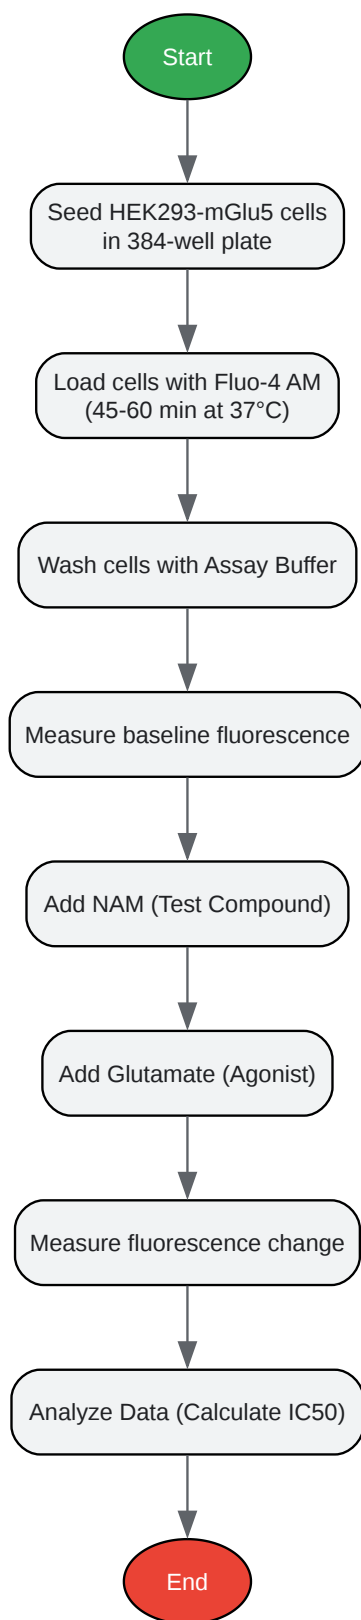 Start
Seed HEK293-mGlu5 cells
in 384-well plate
Load cells with Fluo-4 AM
(45-60 min at 37°C)
Wash cells with Assay Buffer
Measure baseline fluorescence
Add NAM (Test Compound)
Add Glutamate (Agonist)
Measure fluorescence change
Analyze Data (Calculate IC50)
End